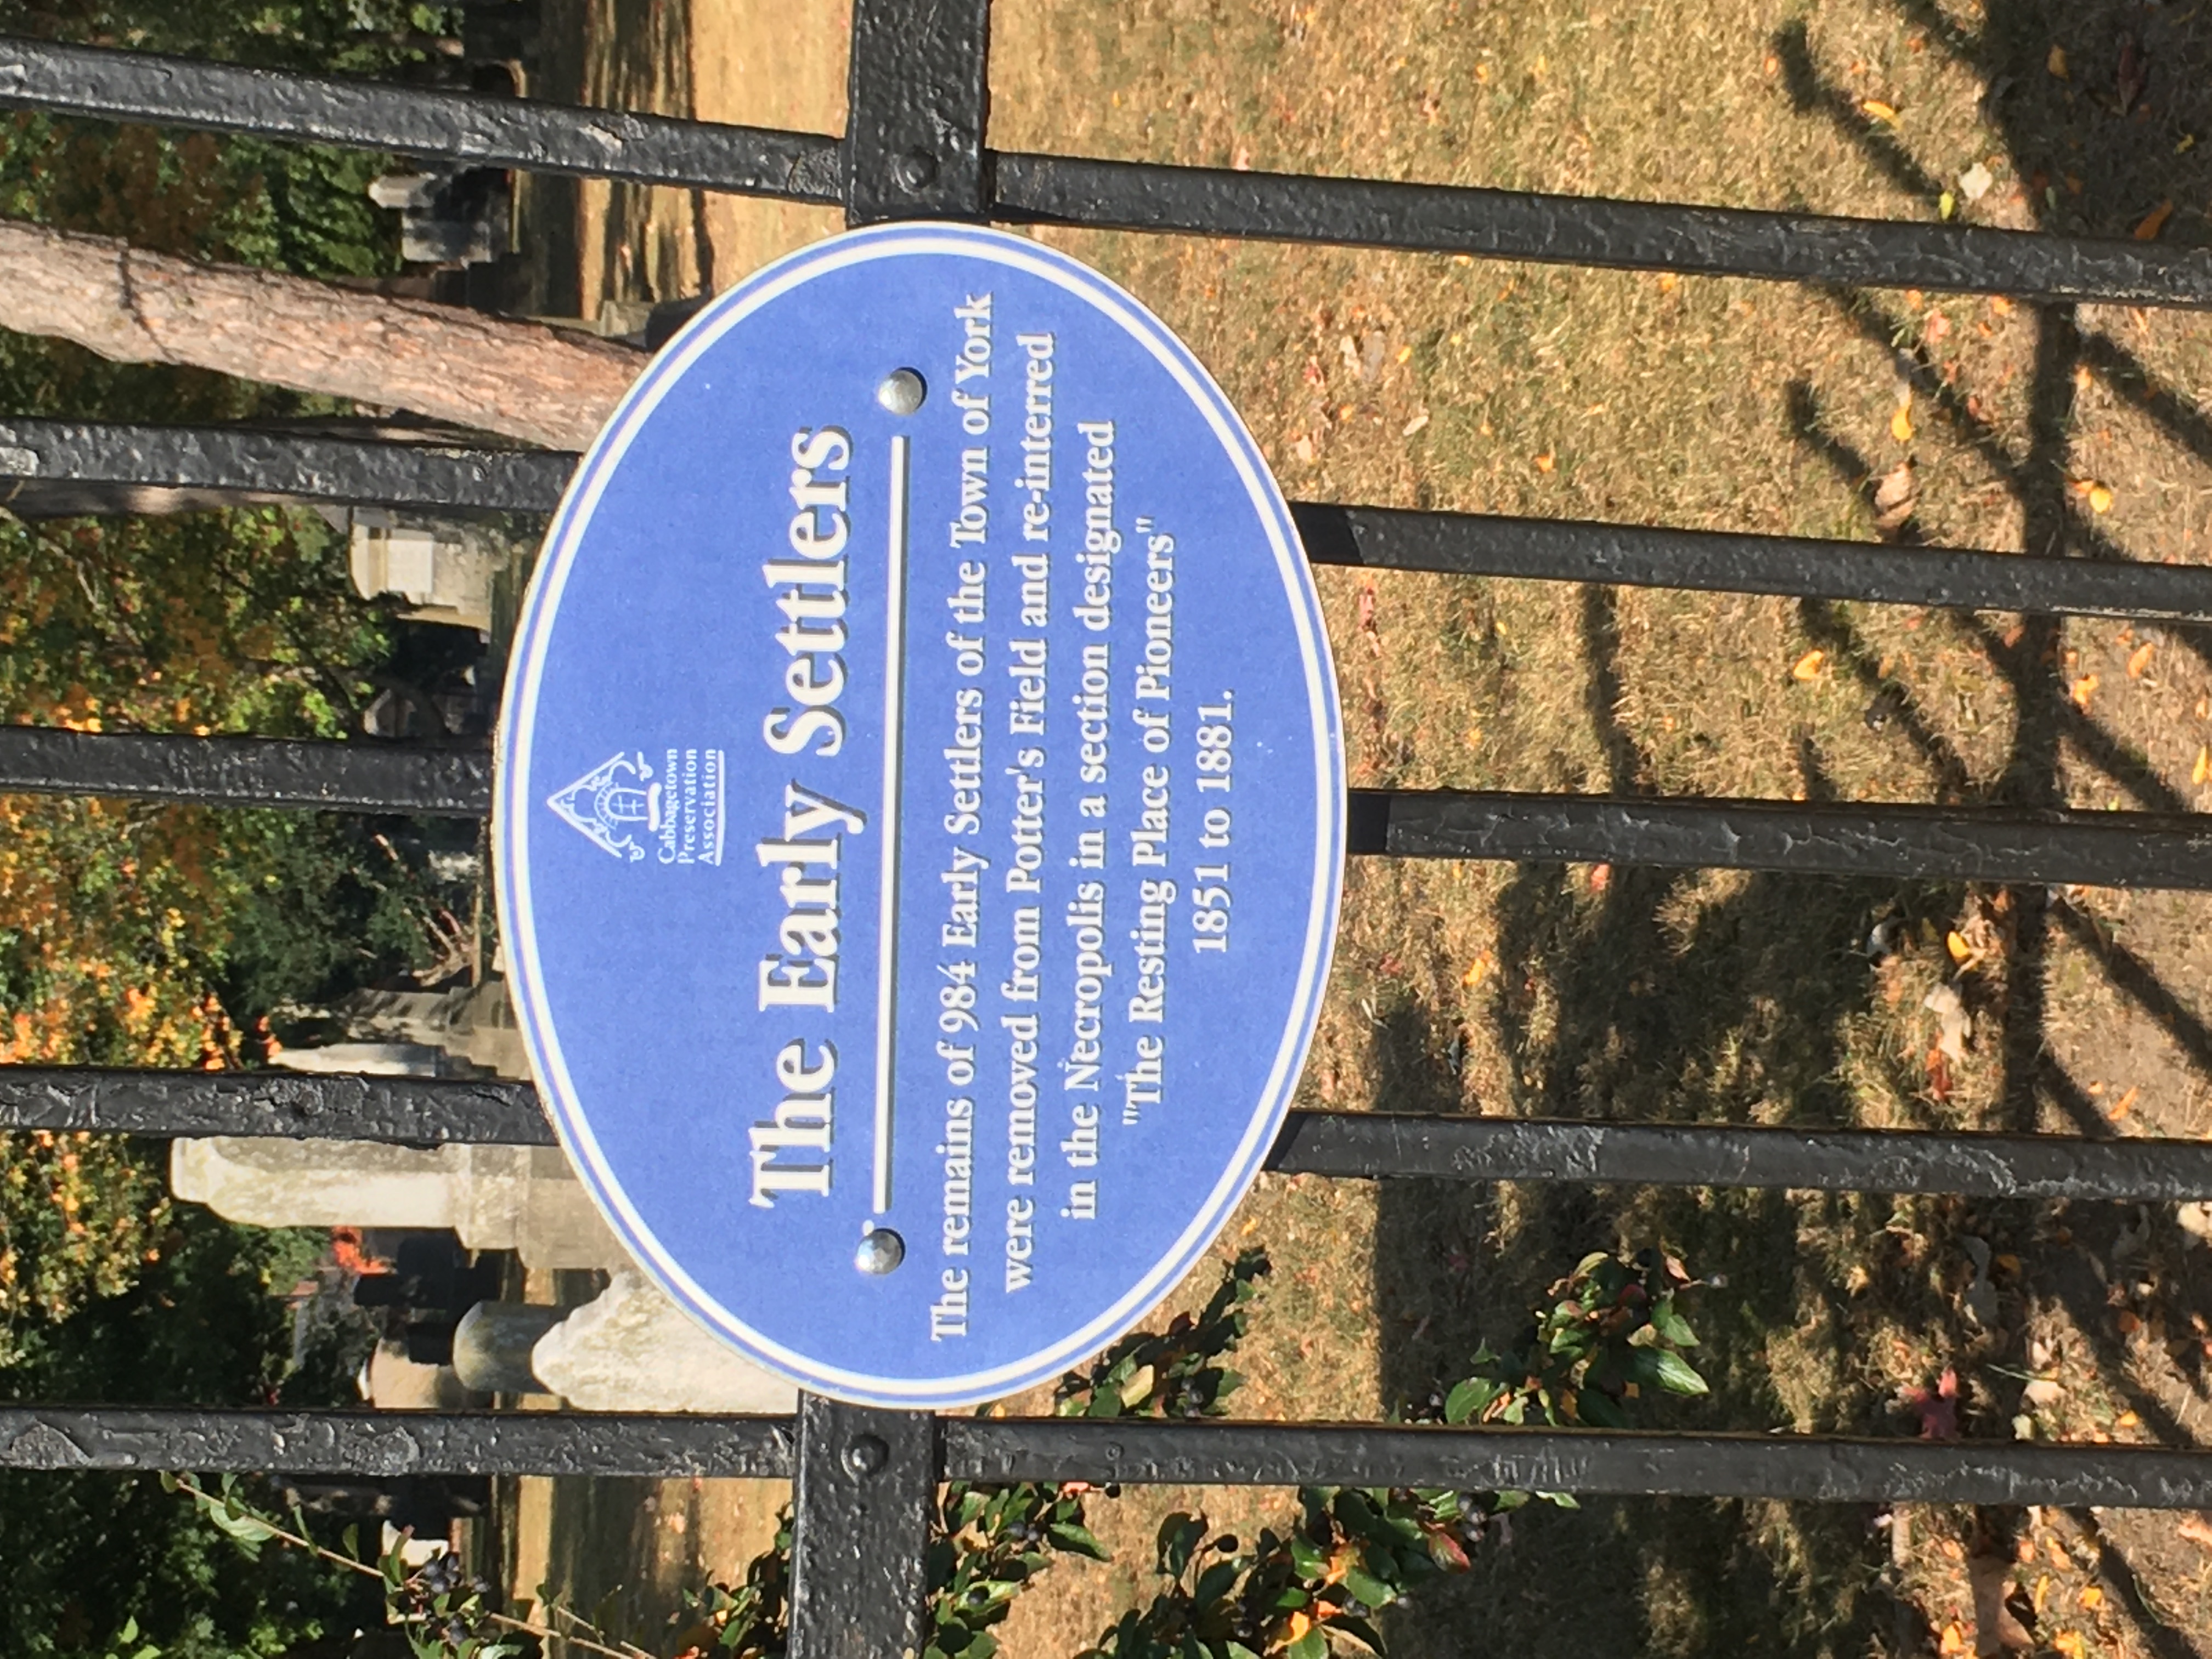 Cabbagetown
Preservation
Association
The Early Settlers
The remains of 984 Early Settlers of the Town of York
were removed from Potter's Field and re-interred
in the Necropolis in a section designated
"The Resting Place of Pioneers"
1851 to 1881.